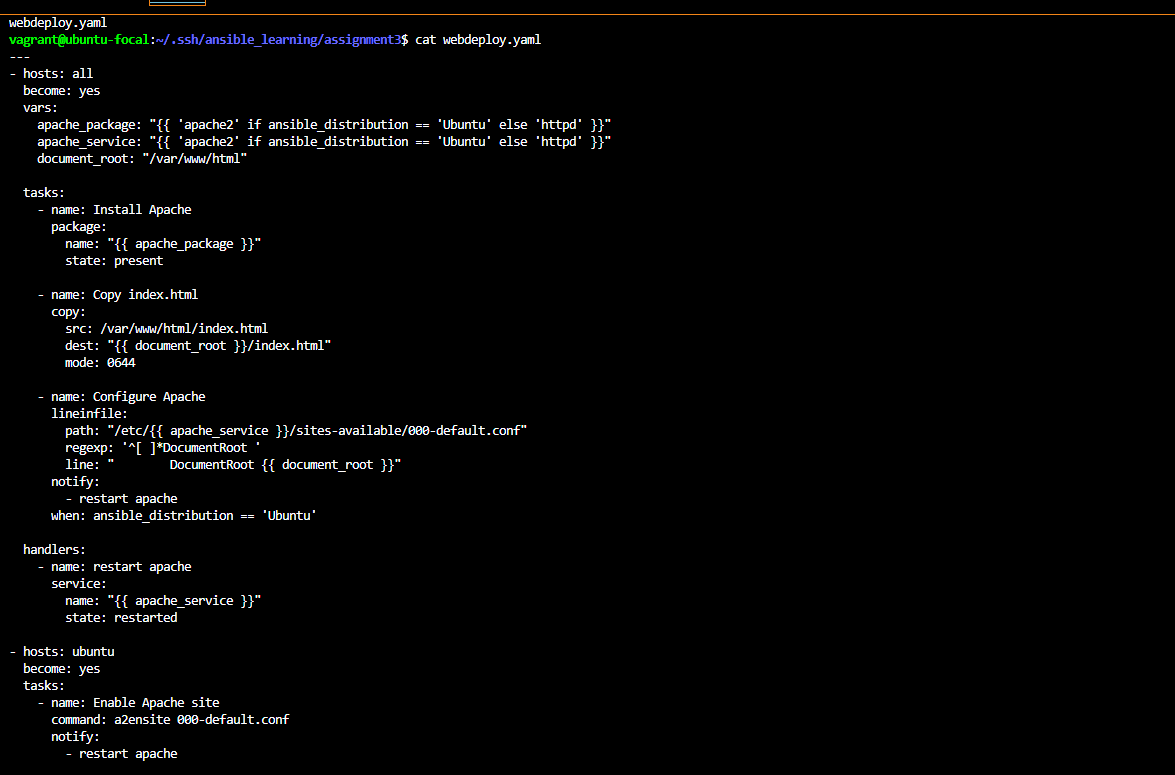 webdeploy.yaml
vagrant@ubuntu-focal:~/.ssh/ansible_learning/assignment3$ cat webdeploy.yaml
---
- hosts: all
  become: yes
  vars:
    apache_package: "{{ 'apache2' if ansible_distribution == 'Ubuntu' else 'httpd' }}"
    apache_service: "{{ 'apache2' if ansible_distribution == 'Ubuntu' else 'httpd' }}"
    document_root: "/var/www/html"

  tasks:
    - name: Install Apache
      package:
        name: "{{ apache_package }}"
        state: present

    - name: Copy index.html
      copy:
        src: /var/www/html/index.html
        dest: "{{ document_root }}/index.html"
        mode: 0644

    - name: Configure Apache
      lineinfile:
        path: "/etc/{{ apache_service }}/sites-available/000-default.conf"
        regexp: '^[ ]*DocumentRoot '
        line: "        DocumentRoot {{ document_root }}"
      notify:
        - restart apache
      when: ansible_distribution == 'Ubuntu'

  handlers:
    - name: restart apache
      service:
        name: "{{ apache_service }}"
        state: restarted

- hosts: ubuntu
  become: yes
  tasks:
    - name: Enable Apache site
      command: a2ensite 000-default.conf
      notify:
        - restart apache